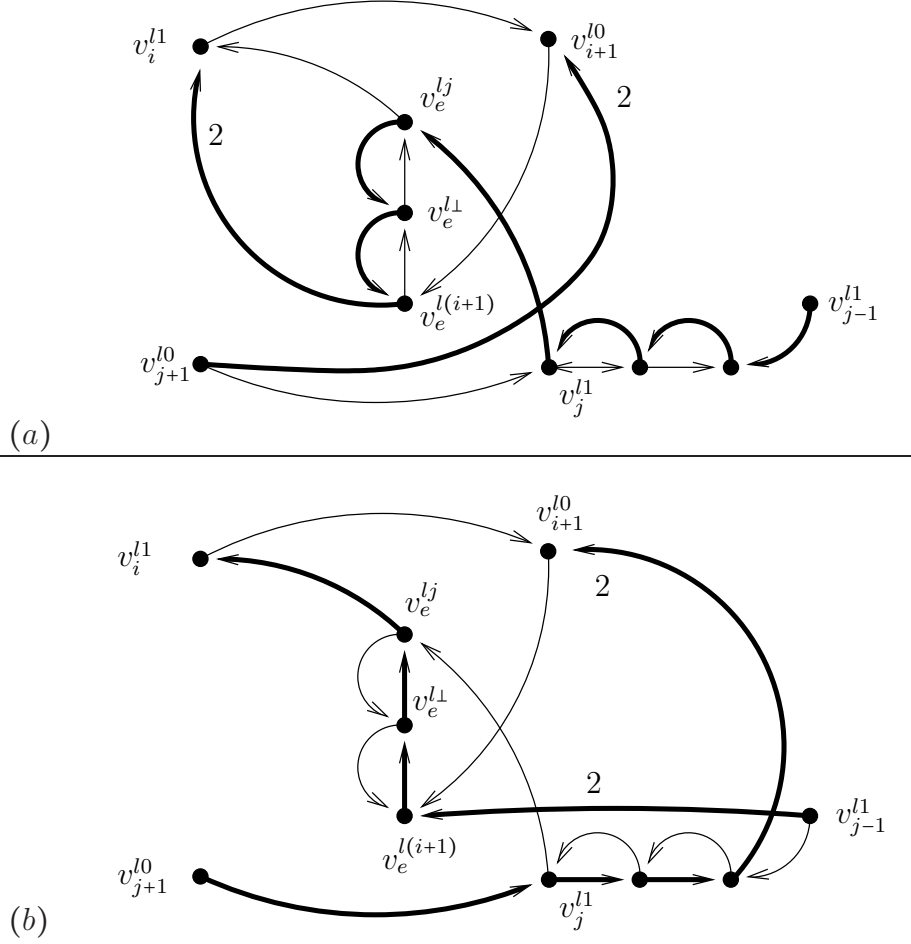 $v_i^{l1}$ $v_{i+1}^{l0}$
$v_e^{lj}$ 2
2
$v_e^{l\perp}$
$v_e^{l(i+1)}$ $v_{j-1}^{l1}$
$v_{j+1}^{l0}$
$v_j^{l1}$
(a)
$v_{i+1}^{l0}$
$v_i^{l1}$
2
$v_e^{lj}$
$v_e^{l\perp}$
2
$v_{j-1}^{l1}$
$v_e^{l(i+1)}$
$v_{j+1}^{l0}$
$v_j^{l1}$
(b)